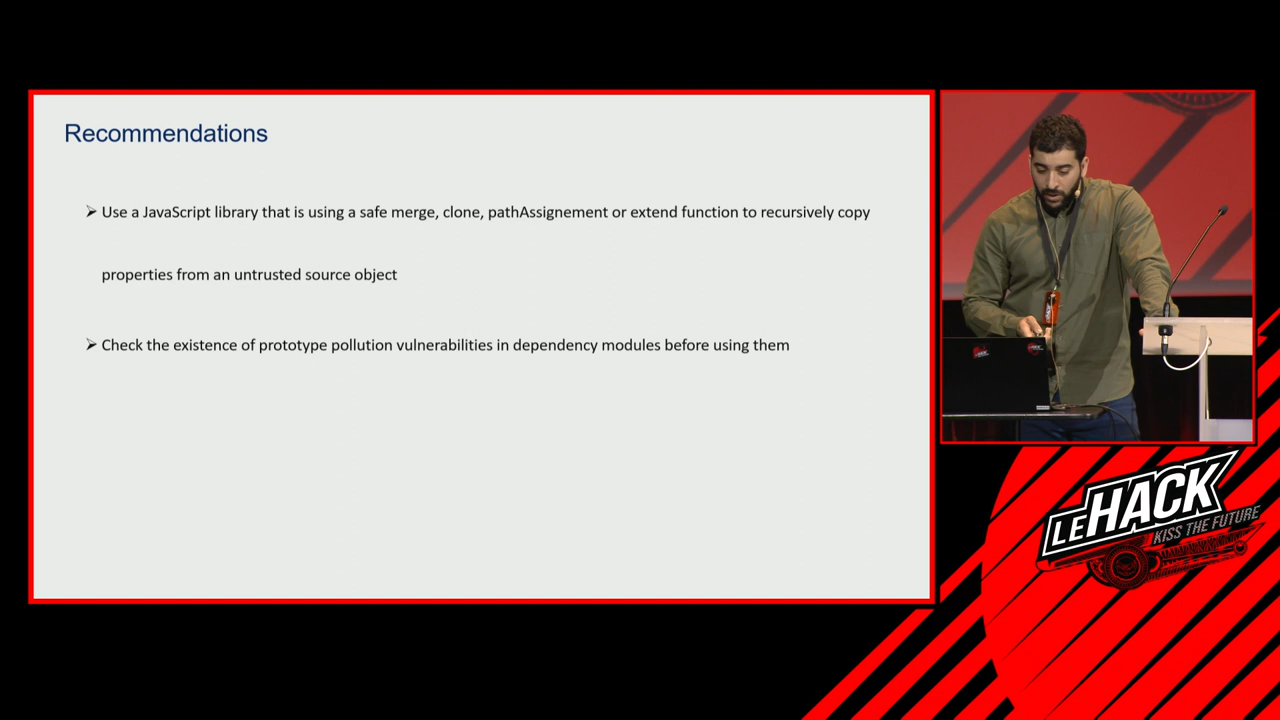 Recommendations
➢ Use a JavaScript library that is using a safe merge, clone, pathAssignement or extend function to recursively copy
properties from an untrusted source object
➢ Check the existence of prototype pollution vulnerabilities in dependency modules before using them
LEHACK
KISS THE FUTURE